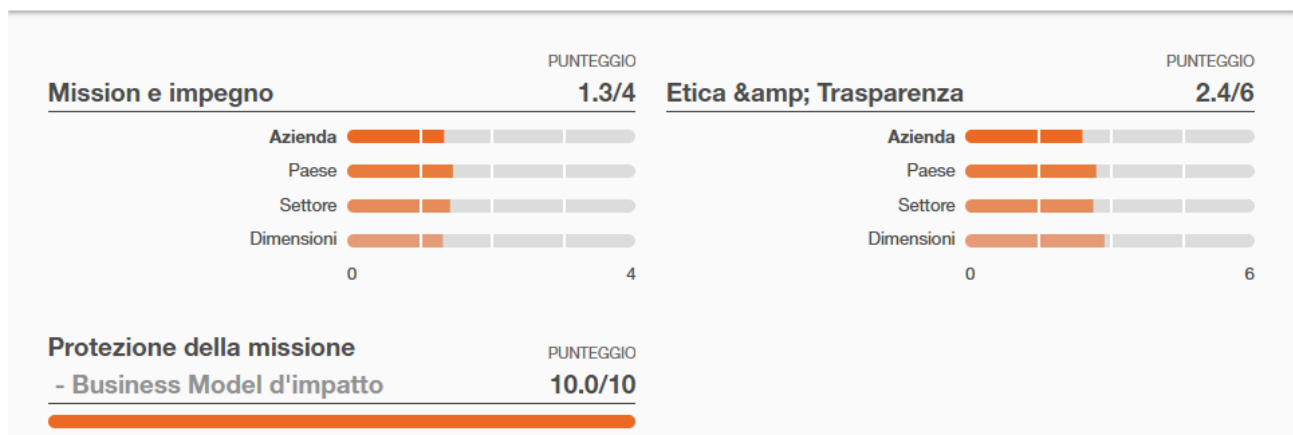 PUNTEGGIO
Mission e impegno 1.3/4
Azienda
Paese
Settore
Dimensioni
0 4
PUNTEGGIO
Etica &amp; Trasparenza 2.4/6
Azienda
Paese
Settore
Dimensioni
0 6
Protezione della missione PUNTEGGIO
- Business Model d'impatto 10.0/10